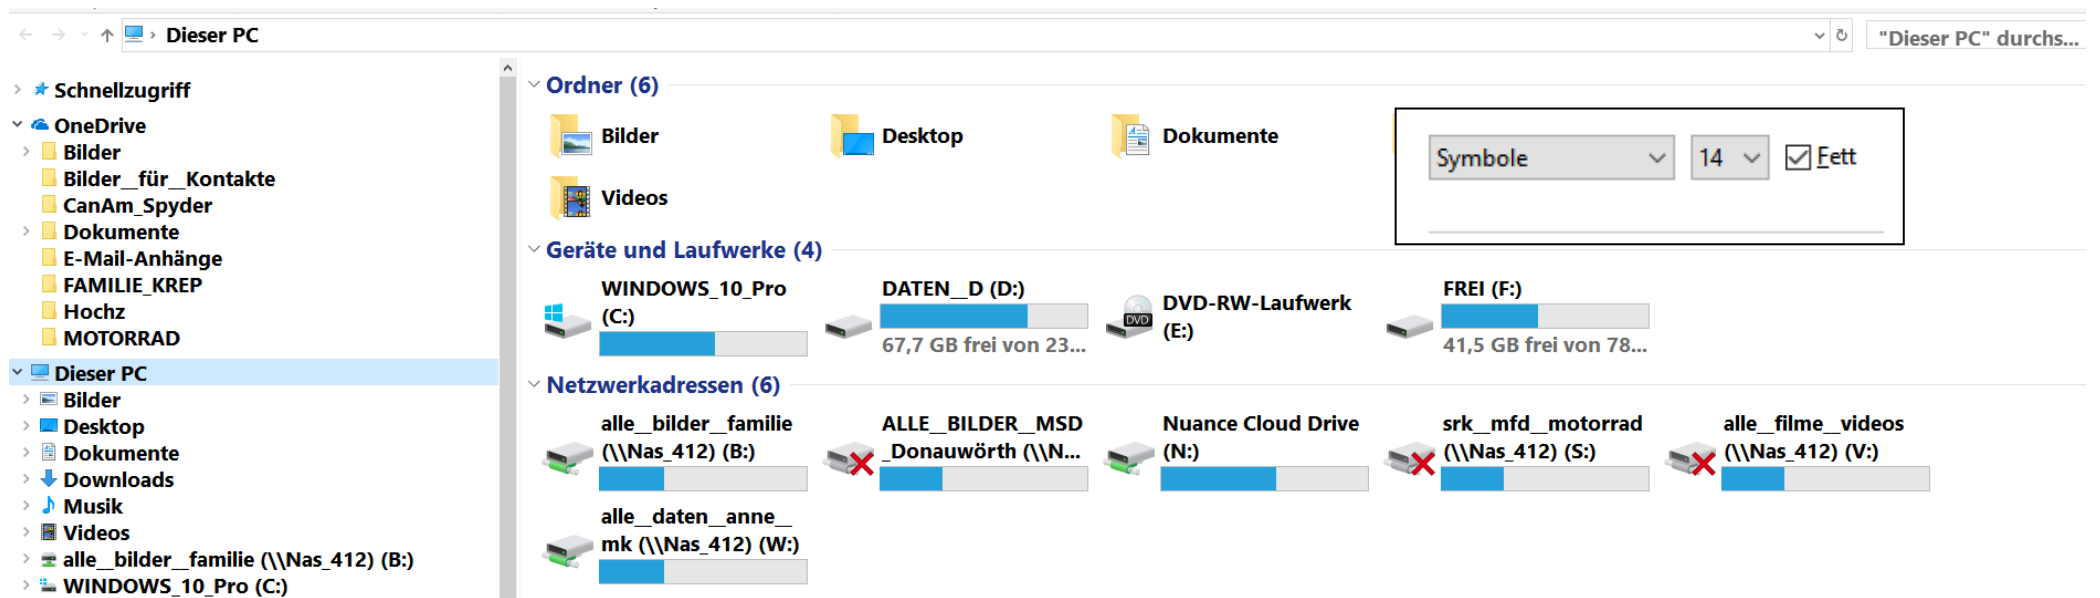 Dieser PC
"Dieser PC" durchs...
Schnellzugriff
OneDrive
Bilder
Bilder__für__Kontakte
CanAm_Spyder
Dokumente
E-Mail-Anhänge
FAMILIE_KREP
Hochz
MOTORRAD
Dieser PC
Bilder
Desktop
Dokumente
Downloads
Musik
Videos
alle__bilder__familie (\\Nas_412) (B:)
WINDOWS_10_Pro (C:)
Ordner (6)
Bilder
Desktop
Dokumente
Videos
Symbole 14 Fett
Geräte und Laufwerke (4)
WINDOWS_10_Pro
(C:)
DATEN__D (D:)
67,7 GB frei von 23...
DVD-RW-Laufwerk
(E:)
DVD
FREI (F:)
41,5 GB frei von 78...
Netzwerkadressen (6)
alle__bilder__familie
(\\Nas_412) (B:)
ALLE__BILDER__MSD
_Donauwörth (\\N...
Nuance Cloud Drive
(N:)
srk__mfd__motorrad
(\\Nas_412) (S:)
alle__filme__videos
(\\Nas_412) (V:)
alle__daten__anne__
mk (\\Nas_412) (W:)